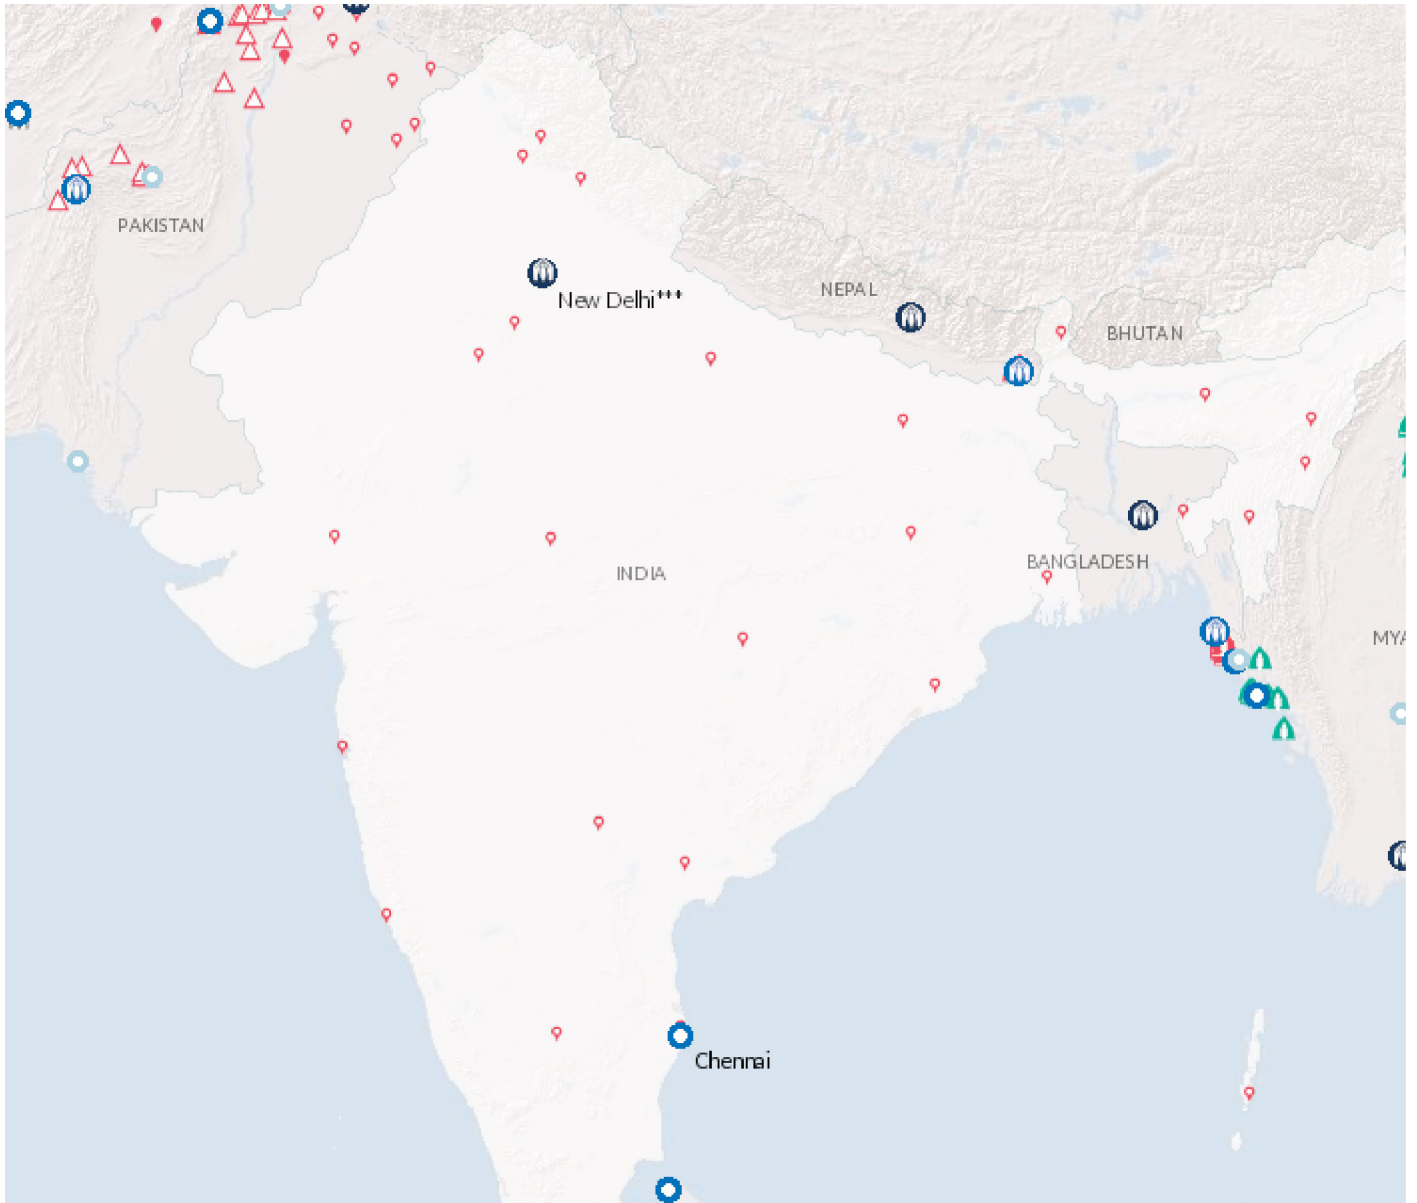 PAKISTAN
New Delhi***
NEPAL
BHUTAN
INDIA
BANGLADESH
MYA
Chennai